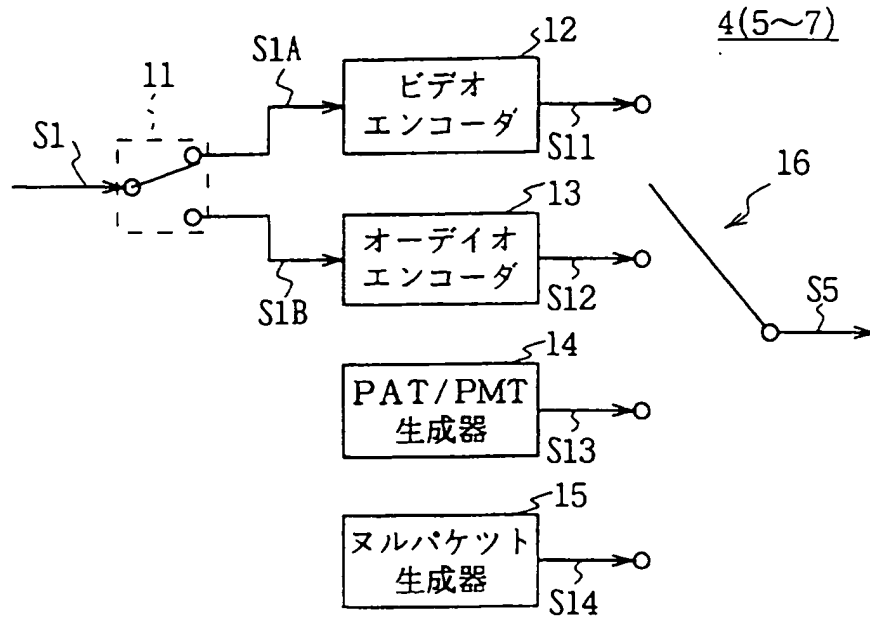 4(5～7)
12
S1A
ビデオ
エンコーダ
S11
11
S1
16
13
オーデイオ
エンコーダ
S12
S1B
S5
14
PAT/PMT
生成器
S13
15
ヌルパケツト
生成器
S14